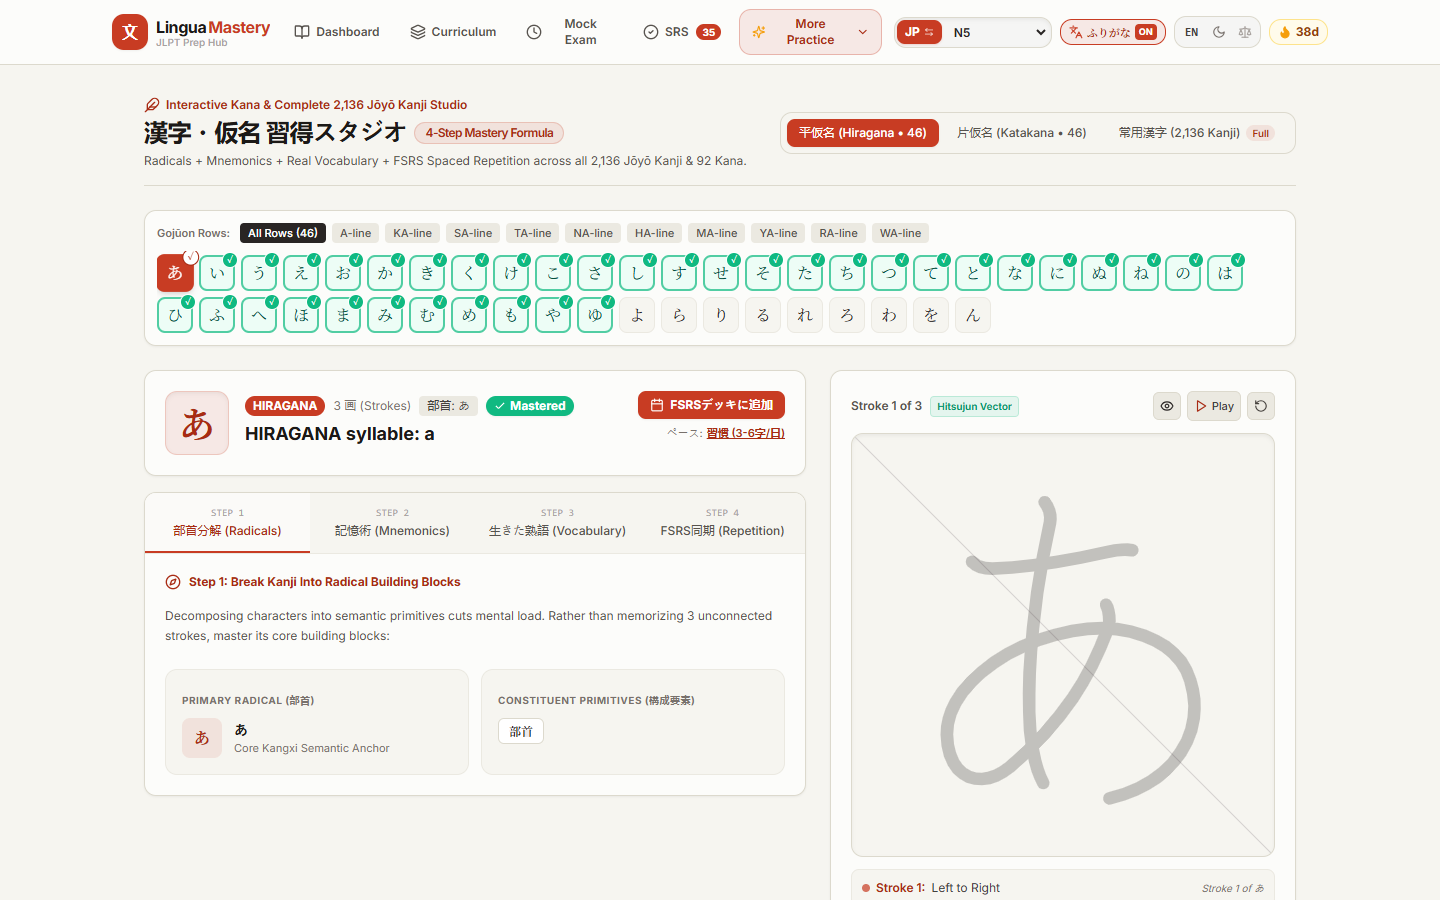 文 LinguaMastery
JLPT Prep Hub
Dashboard
Curriculum
Mock Exam
SRS 35
More Practice
JP ⇆ N5
ふりがな ON
EN
38d
Interactive Kana & Complete 2,136 Jōyō Kanji Studio
漢字・仮名 習得スタジオ 4-Step Mastery Formula
Radicals + Mnemonics + Real Vocabulary + FSRS Spaced Repetition across all 2,136 Jōyō Kanji & 92 Kana.
平仮名 (Hiragana • 46) 片仮名 (Katakana • 46) 常用漢字 (2,136 Kanji) Full
Gojūon Rows: All Rows (46) A-line KA-line SA-line TA-line NA-line HA-line MA-line YA-line RA-line WA-line
あ い う え お か き く け こ さ し す せ そ た ち つ て と な に ぬ ね の は
ひ ふ へ ほ ま み む め も や ゆ よ ら り る れ ろ わ を ん
あ
HIRAGANA 3 画 (Strokes) 部首: あ ✓ Mastered
HIRAGANA syllable: a
FSRSデッキに追加
ペース: 習慣 (3-6字/日)
STEP 1
部首分解 (Radicals)
STEP 2
記憶術 (Mnemonics)
STEP 3
生きた熟語 (Vocabulary)
STEP 4
FSRS同期 (Repetition)
Step 1: Break Kanji Into Radical Building Blocks
Decomposing characters into semantic primitives cuts mental load. Rather than memorizing 3 unconnected
strokes, master its core building blocks:
PRIMARY RADICAL (部首)
あ
あ
Core Kangxi Semantic Anchor
CONSTITUENT PRIMITIVES (構成要素)
部首
Stroke 1 of 3 Hitsujun Vector
Play
あ
Stroke 1: Left to Right
Stroke 1 of あ